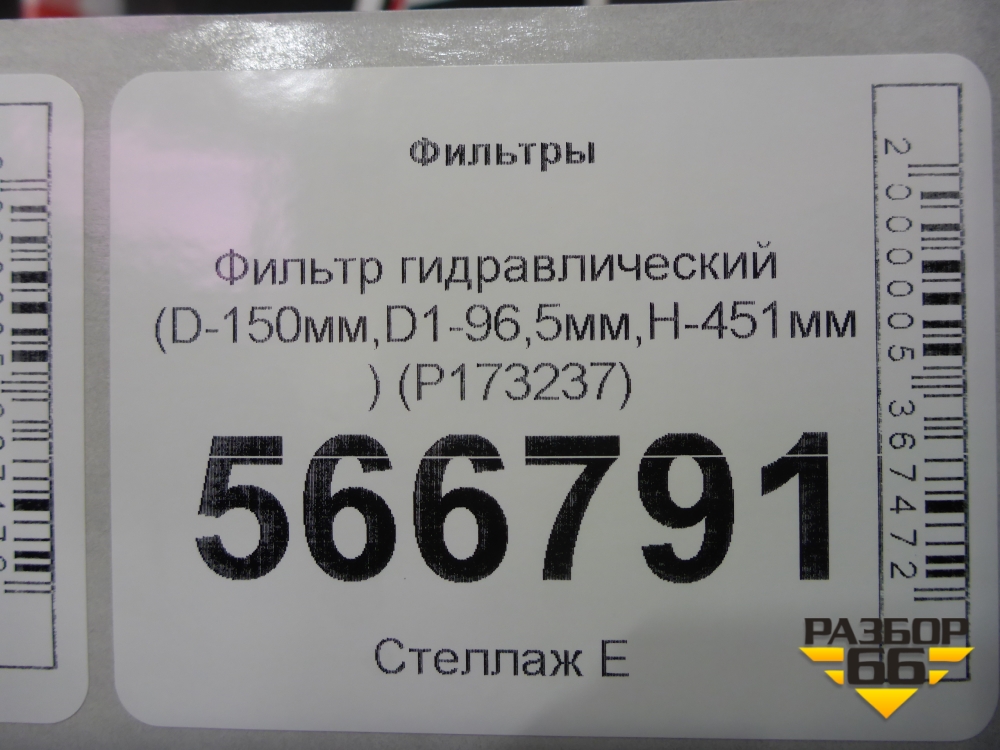 Фильтры
Фильтр гидравлический
(D-150мм,D1-96,5мм,H-451мм
) (P173237)
566791
Стеллаж Е
2000005367472
РАЗБОР
66